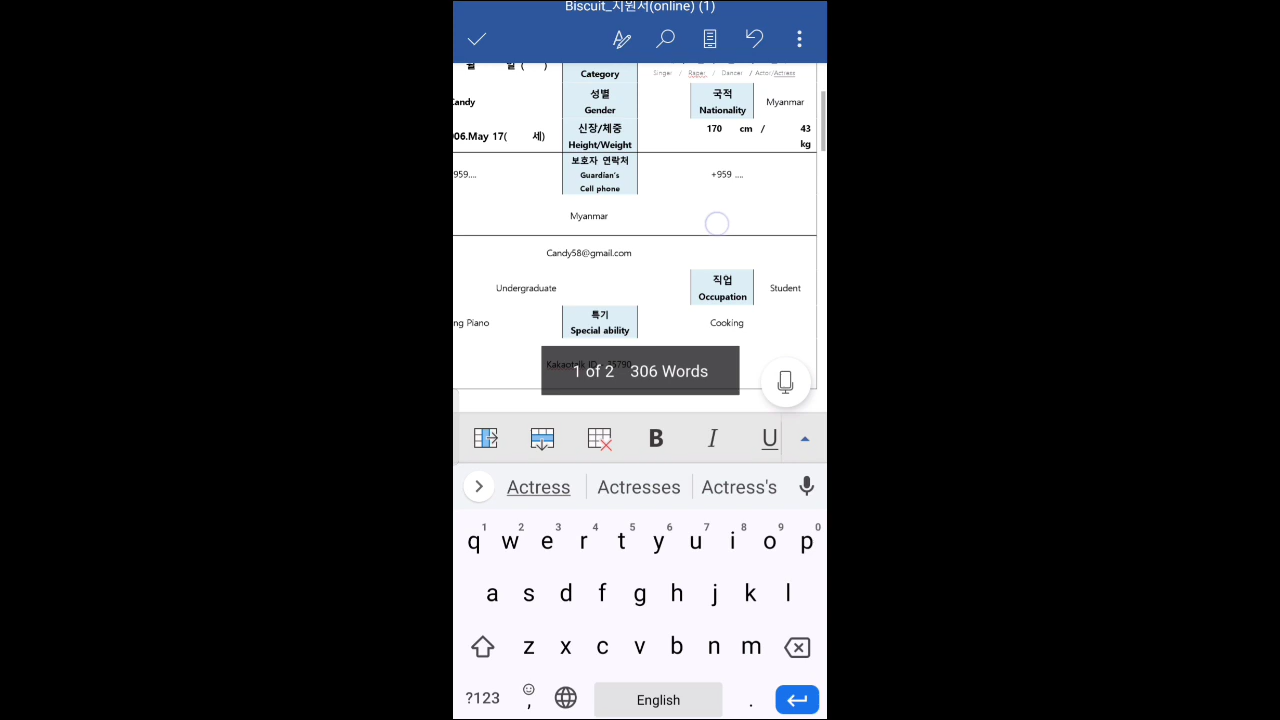 Biscuit_지원서(online) (1)
월 일 ( )
Category
Singer / Raper / Dancer / Actor/Actress
Candy
성별
Gender
국적
Nationality
Myanmar
06.May 17( 세)
신장/체중
Height/Weight
170 cm / 43
kg
959....
보호자 연락처
Guardian's
Cell phone
+959 ....
Myanmar
Candy58@gmail.com
Undergraduate
직업
Occupation
Student
ng Piano
특기
Special ability
Cooking
1 of 2 306 Words
B I U
Actress Actresses Actress's
1 2 3 4 5 6 7 8 9 0
q w e r t y u i o p
a s d f g h j k l
z x c v b n m
?123 , English .